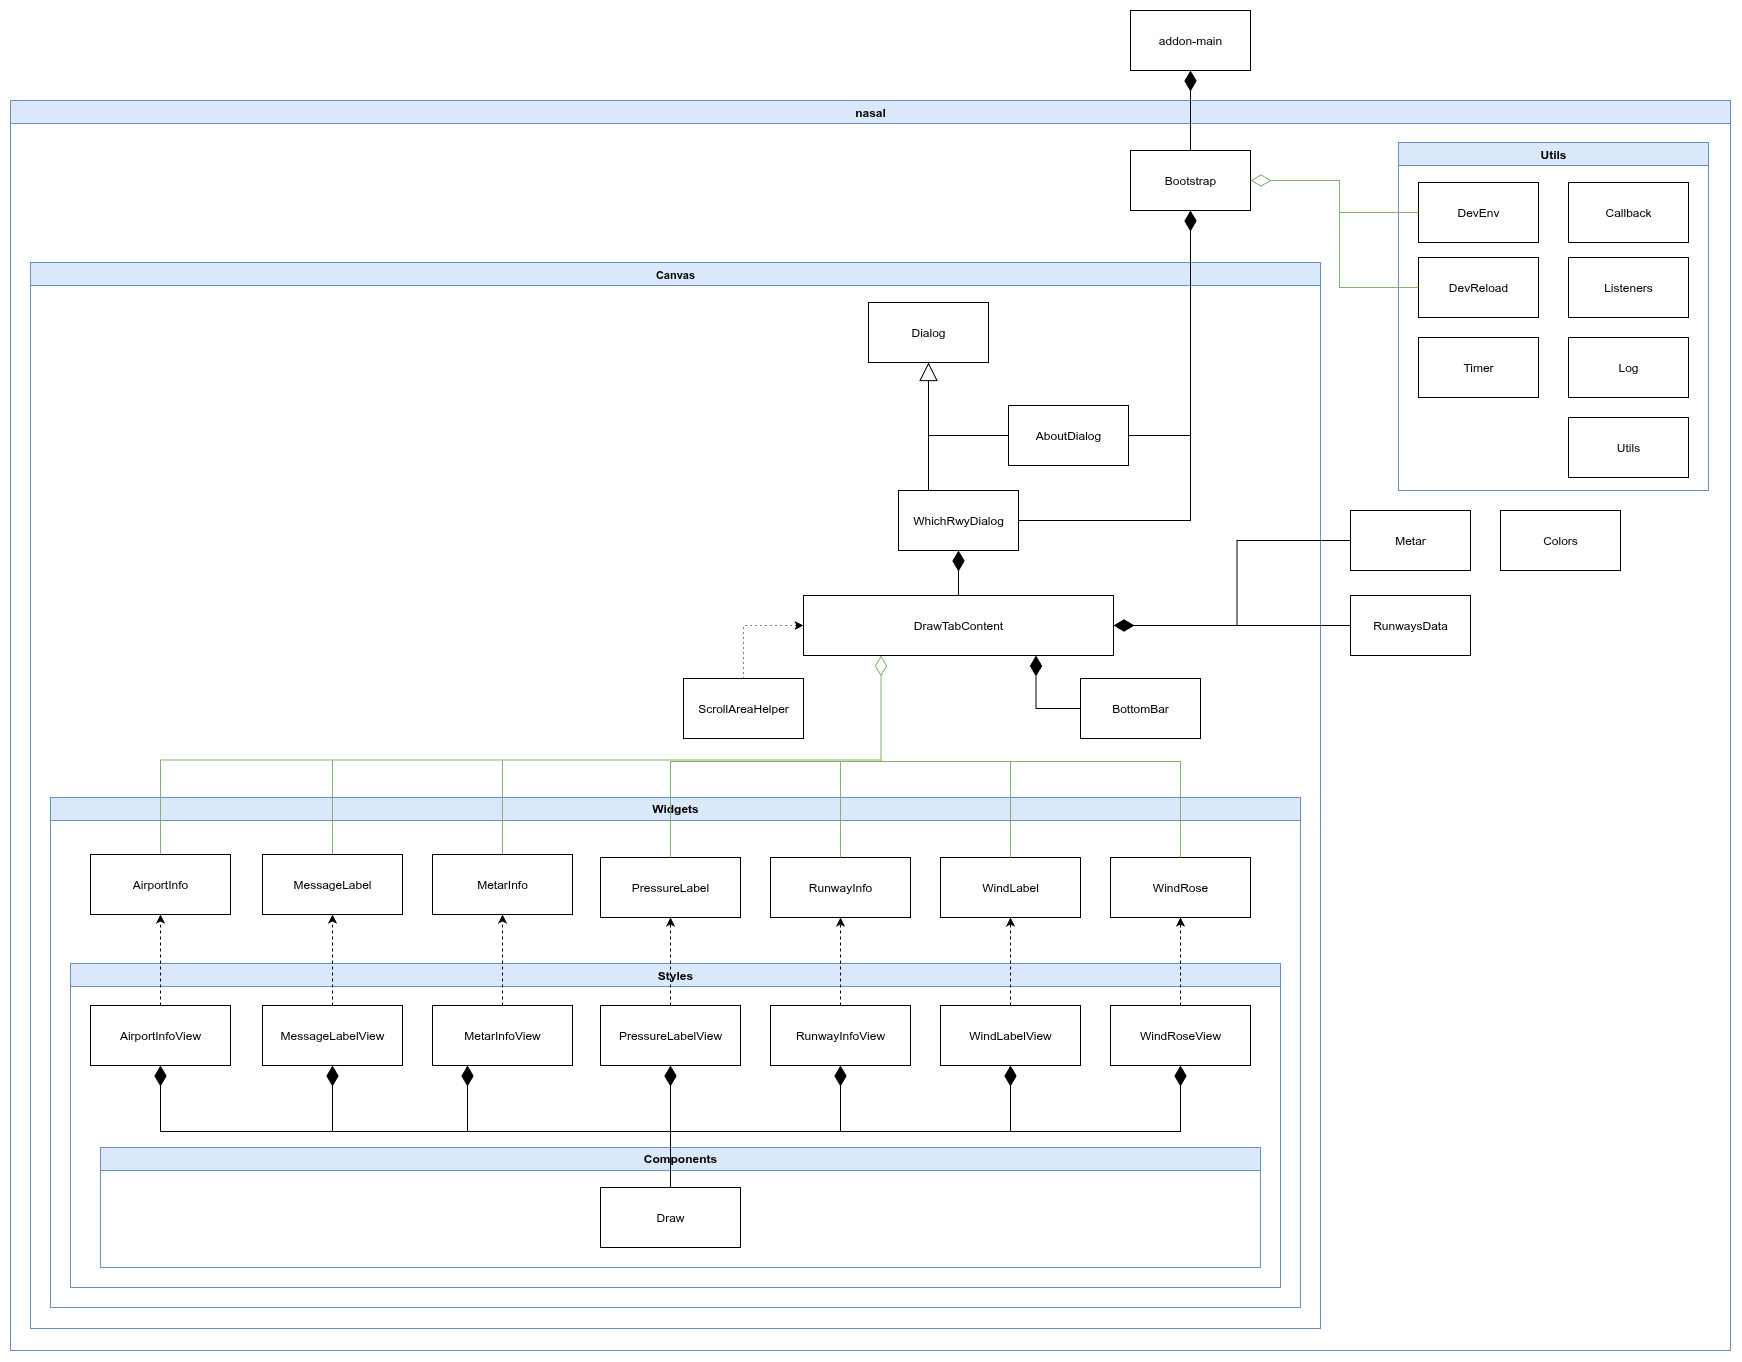 addon-main
nasal
Bootstrap
Utils
DevEnv
Callback
DevReload
Listeners
Timer
Log
Utils
Canvas
Dialog
AboutDialog
WhichRwyDialog
Metar
Colors
DrawTabContent
RunwaysData
ScrollAreaHelper
BottomBar
Widgets
AirportInfo
MessageLabel
MetarInfo
PressureLabel
RunwayInfo
WindLabel
WindRose
Styles
AirportInfoView
MessageLabelView
MetarInfoView
PressureLabelView
RunwayInfoView
WindLabelView
WindRoseView
Components
Draw